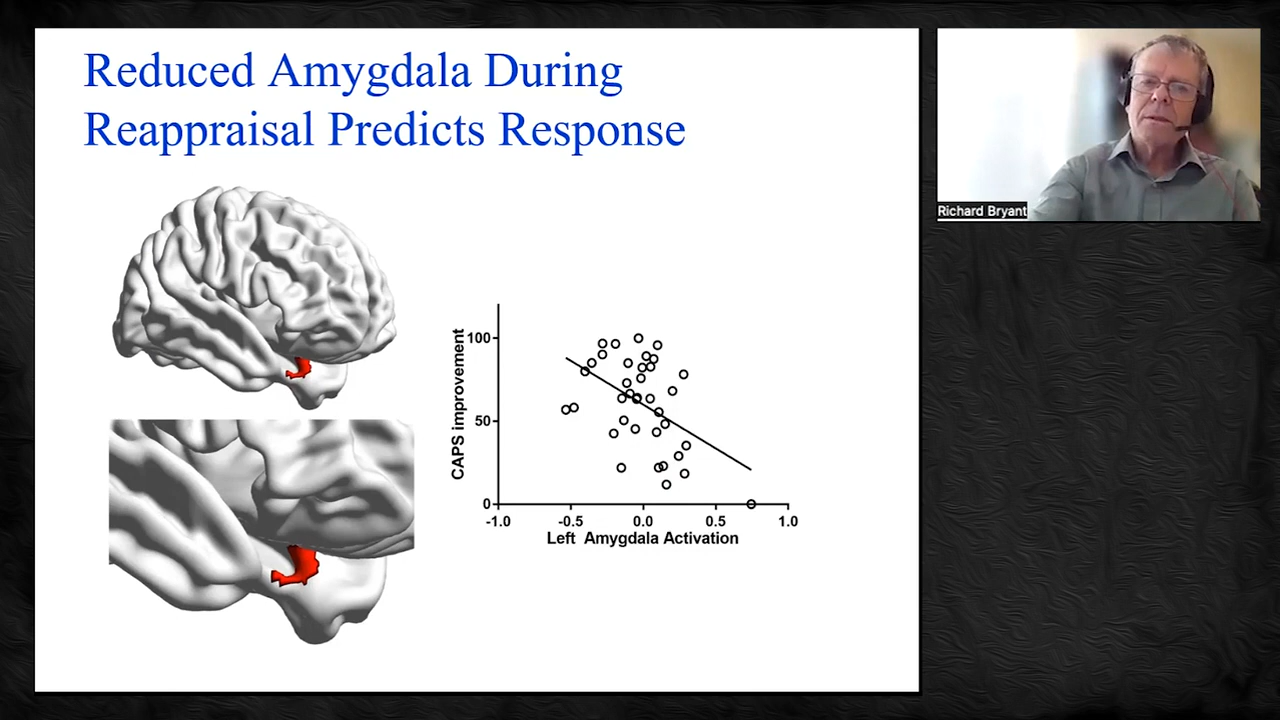 Reduced Amygdala During
Reappraisal Predicts Response
Richard Bryant
CAPS improvement
100
50
0
-1.0 -0.5 0.0 0.5 1.0
Left Amygdala Activation